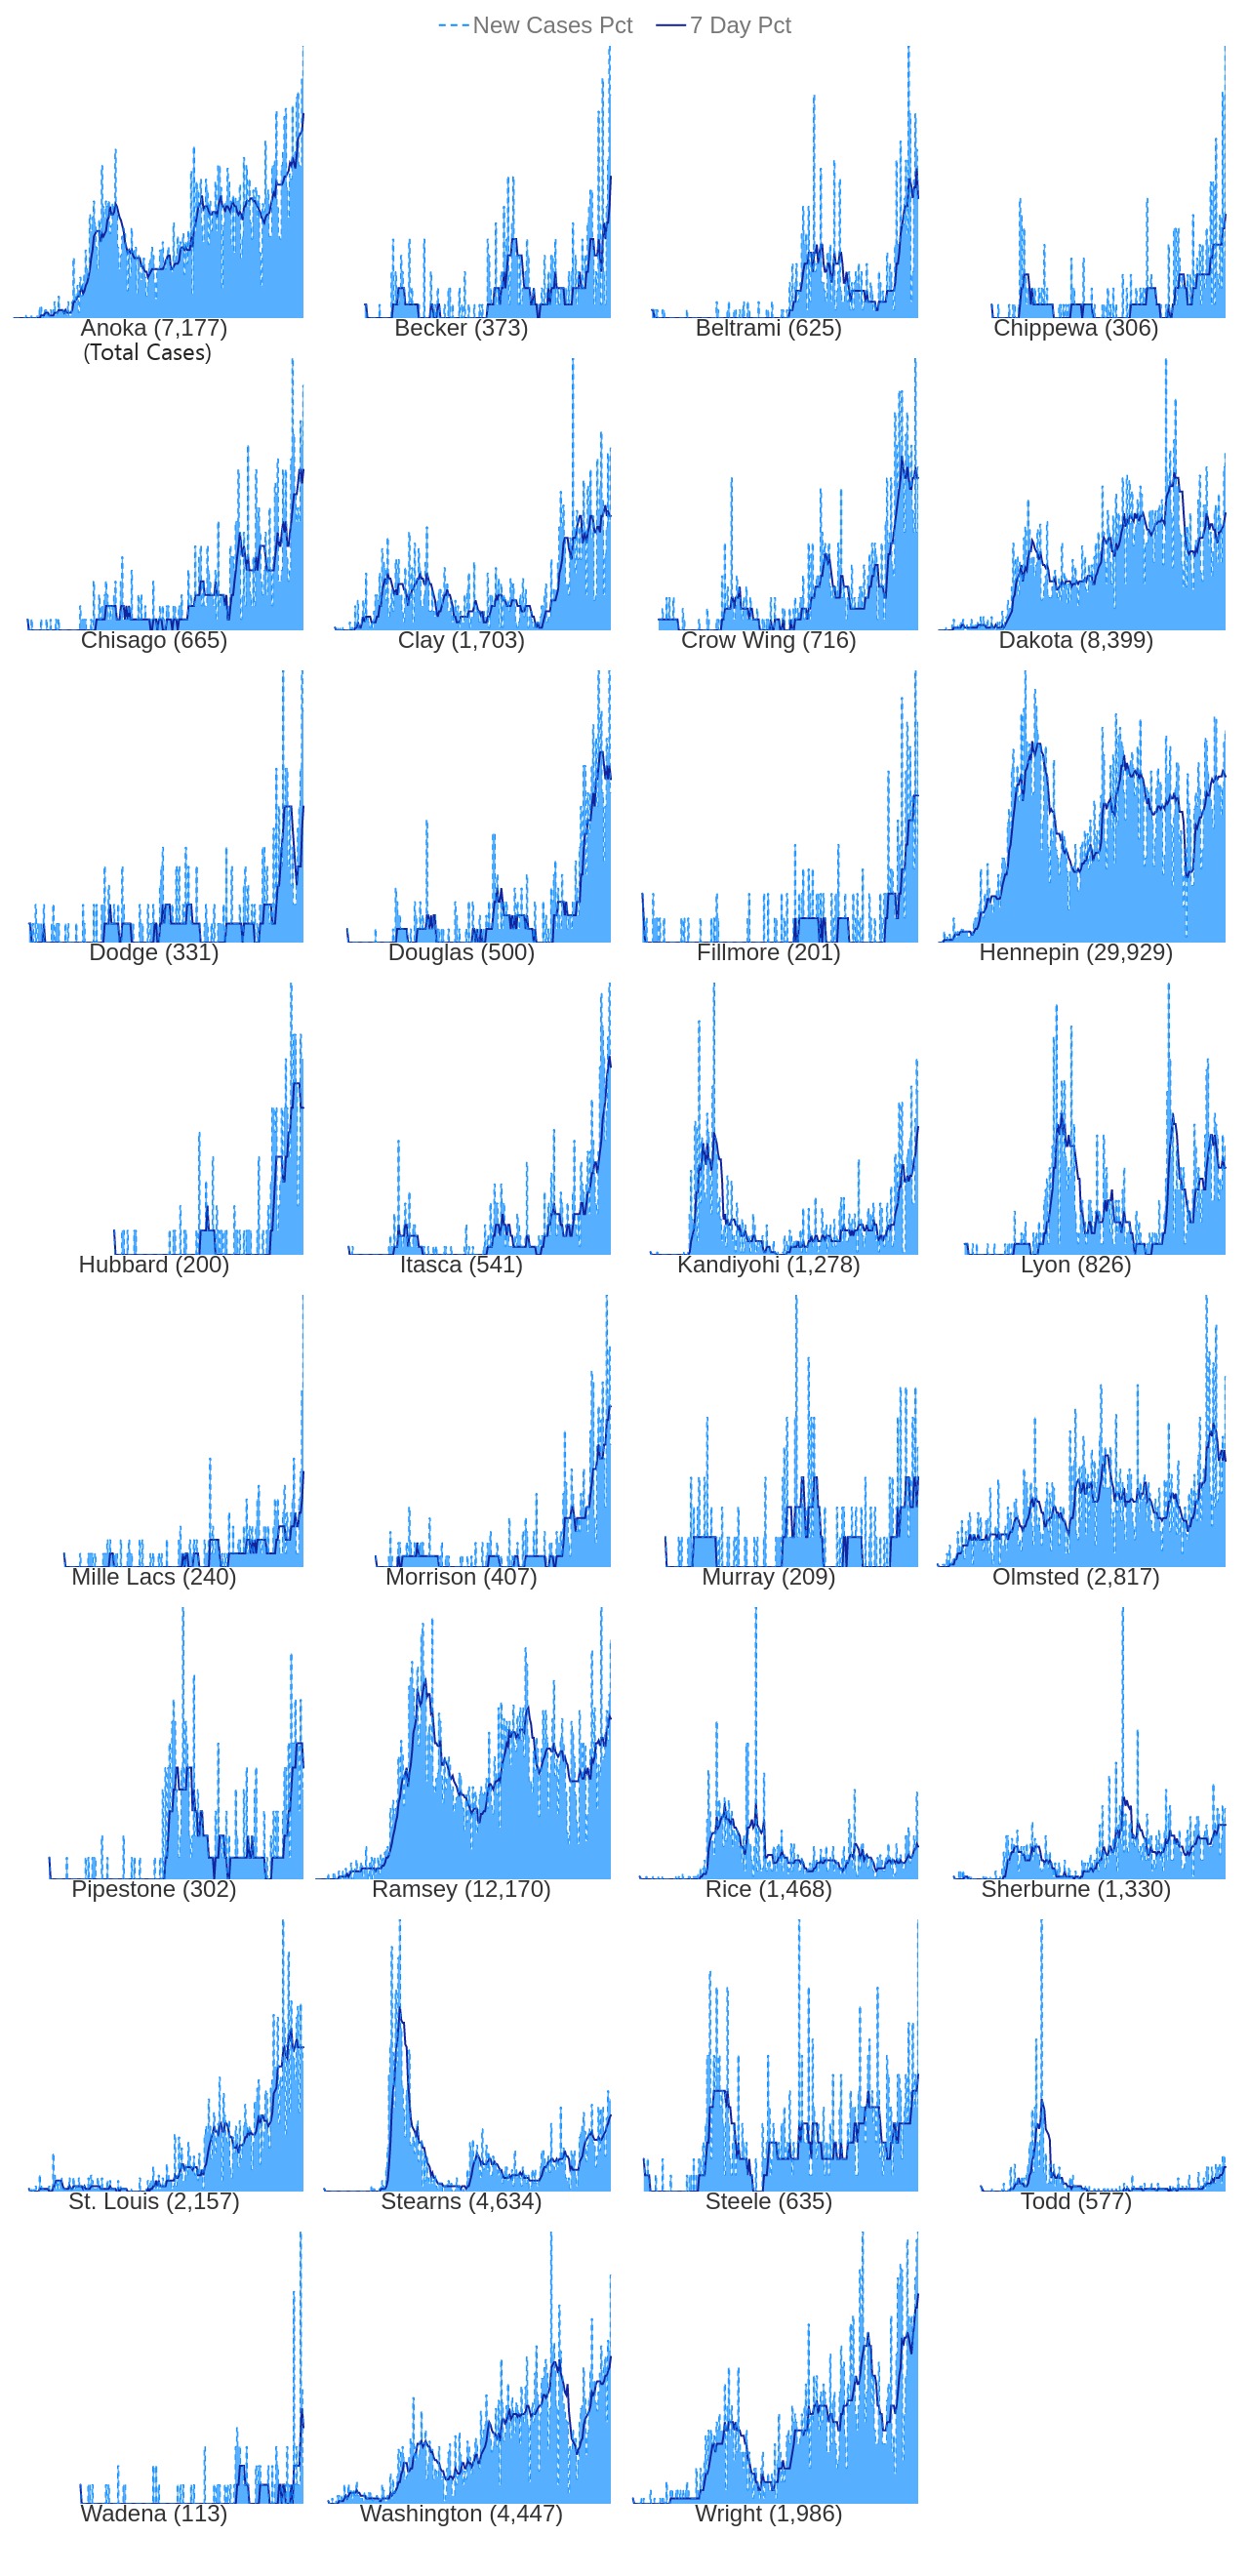 New Cases Pct 7 Day Pct
Anoka (7,177) Becker (373) Beltrami (625) Chippewa (306)
(Total Cases)
Chisago (665) Clay (1,703) Crow Wing (716) Dakota (8,399)
Dodge (331) Douglas (500) Fillmore (201) Hennepin (29,929)
Hubbard (200) Itasca (541) Kandiyohi (1,278) Lyon (826)
Mille Lacs (240) Morrison (407) Murray (209) Olmsted (2,817)
Pipestone (302) Ramsey (12,170) Rice (1,468) Sherburne (1,330)
St. Louis (2,157) Stearns (4,634) Steele (635) Todd (577)
Wadena (113) Washington (4,447) Wright (1,986)